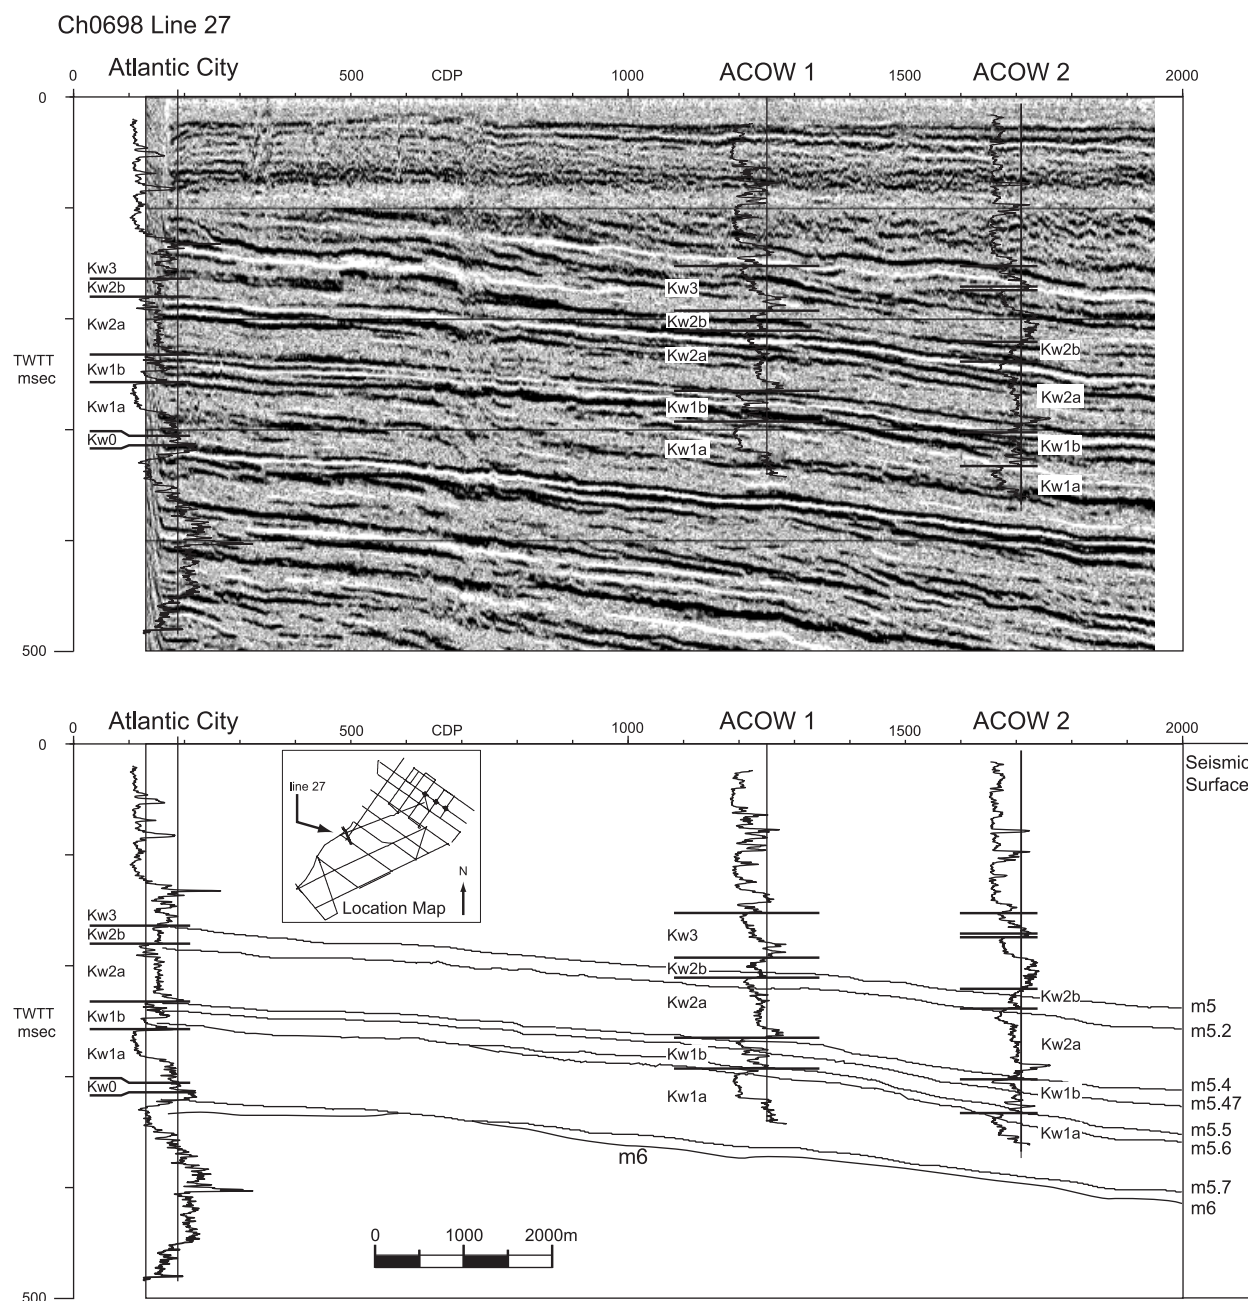 Ch0698 Line 27
Atlantic City ACOW 1 ACOW 2
0 500 CDP 1000 1500 2000
0
Kw3
Kw3
Kw2b
Kw2b
Kw2a
Kw2b
Kw2a
TWTT
msec
Kw1b
Kw2a
Kw1a
Kw1b
Kw0
Kw1a
Kw1b
Kw1a
500
Atlantic City ACOW 1 ACOW 2
0 500 CDP 1000 1500 2000
0
Seismic
Surface
line 27
N
Location Map
Kw3
Kw2b
Kw3
Kw2a
Kw2b
Kw2b
Kw2a
m5
TWTT
msec
Kw1b
m5.2
Kw2a
Kw1a
Kw1b
Kw0
m5.4
Kw1a
Kw1b
m5.47
m5.5
Kw1a
m5.6
m6
m5.7
m6
0 1000 2000m
500